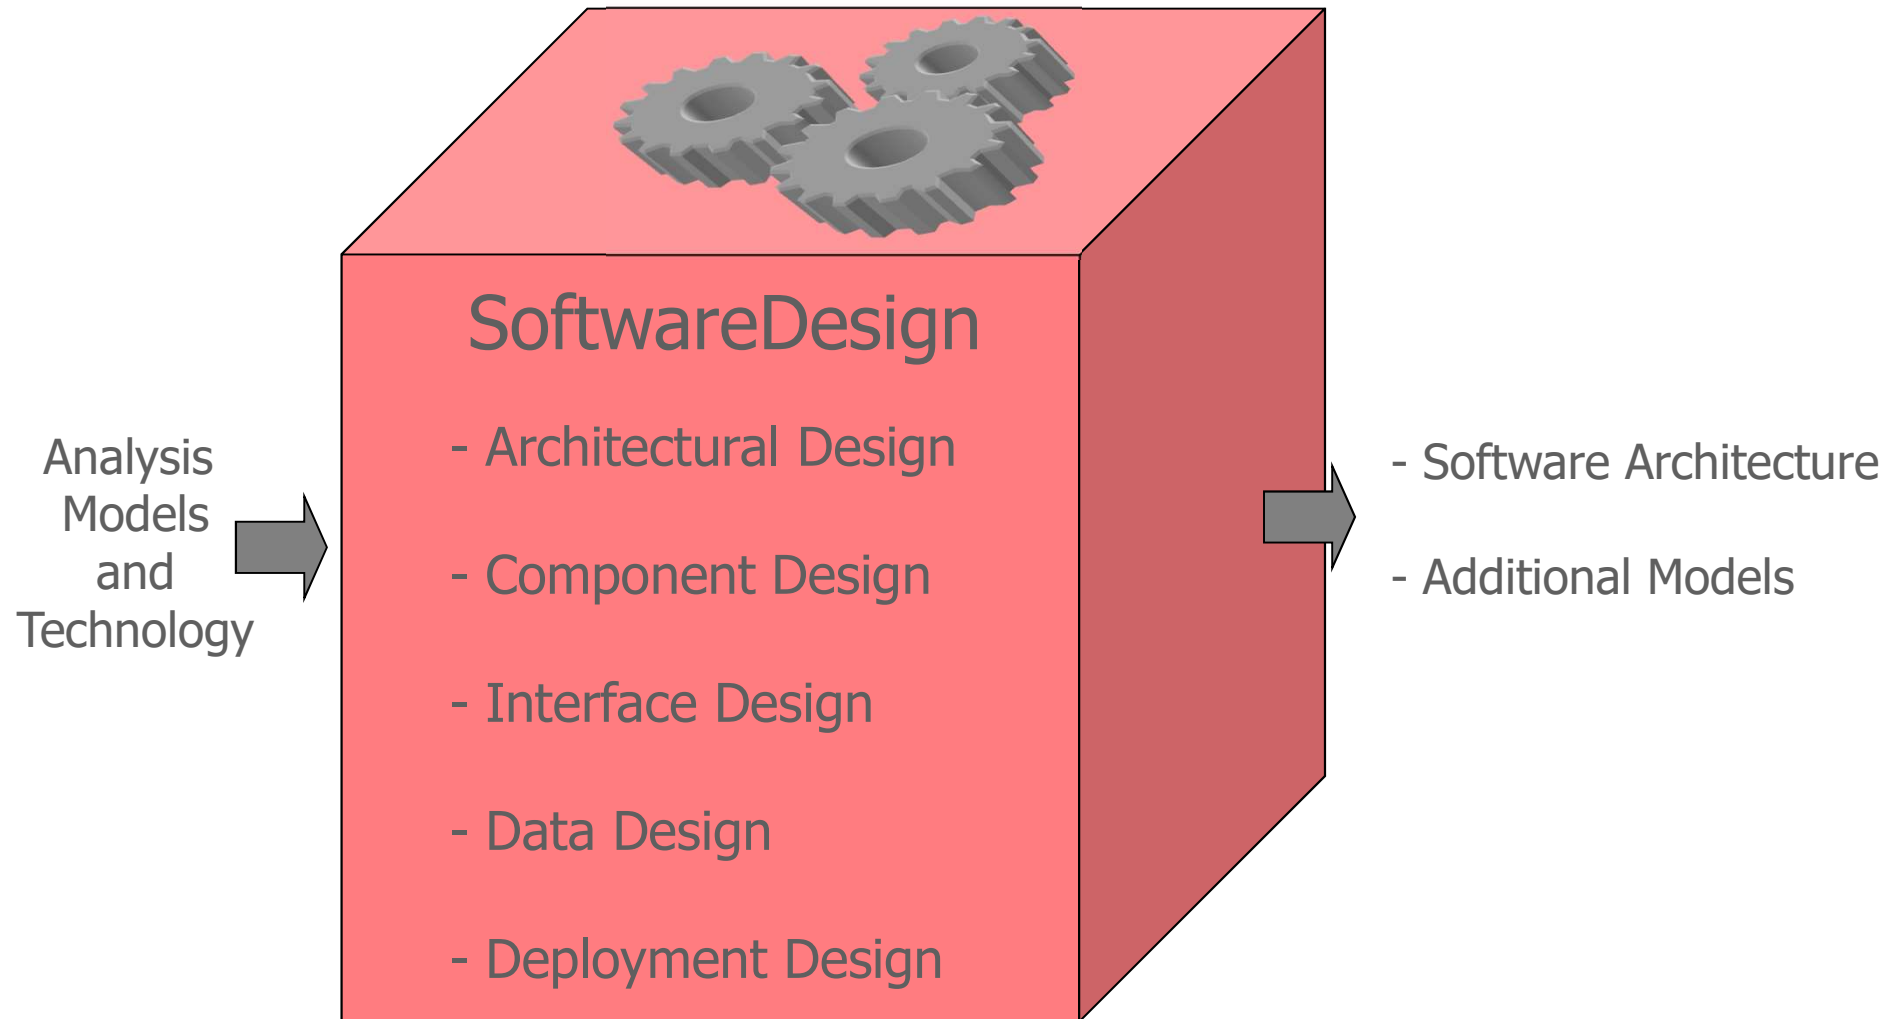 SoftwareDesign
- Architectural Design
- Component Design
- Interface Design
- Data Design
- Deployment Design
Analysis
Models
and
Technology
- Software Architecture
- Additional Models